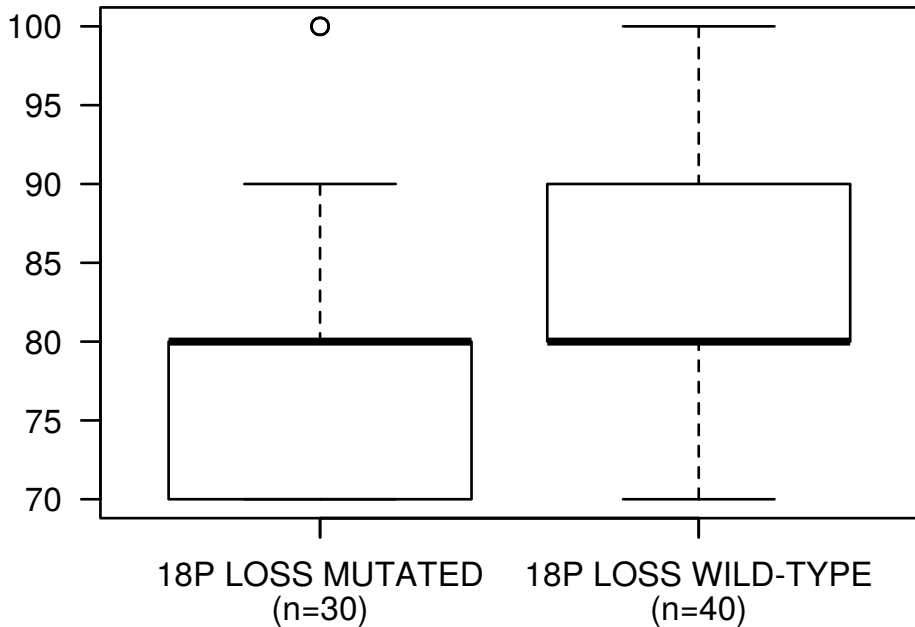 100
95
90
85
80
75
70
18P LOSS MUTATED
(n=30)
18P LOSS WILD-TYPE
(n=40)